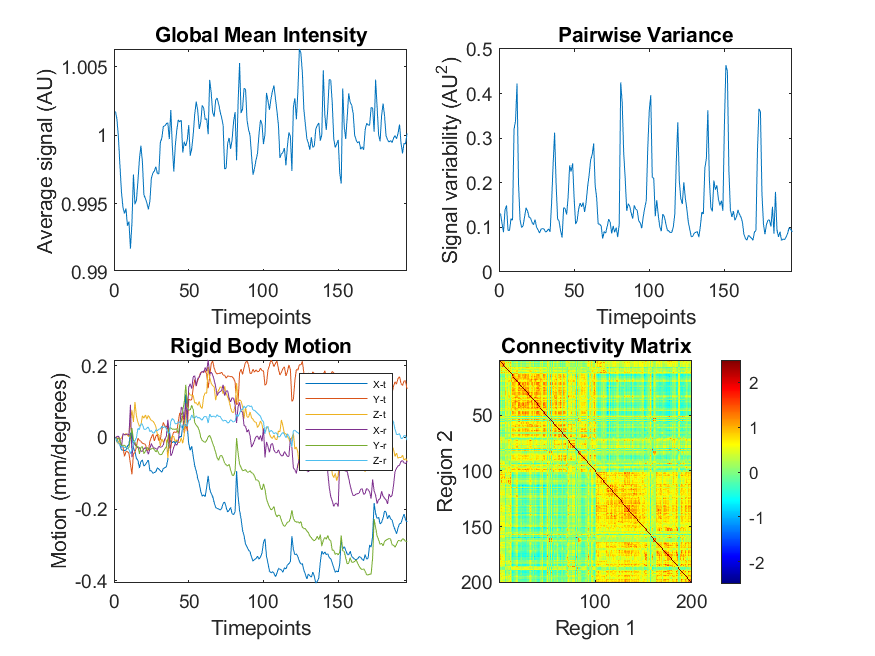 Global Mean Intensity
Average signal (AU)
1.005
1
0.995
0.99
0
50
100
150
Timepoints
Pairwise Variance
Signal variability (AU²)
0.5
0.4
0.3
0.2
0.1
0
0
50
100
150
Timepoints
Rigid Body Motion
Motion (mm/degrees)
0.2
0
-0.2
-0.4
0
50
100
150
Timepoints
X-t
Y-t
Z-t
X-r
Y-r
Z-r
Connectivity Matrix
Region 2
50
100
150
200
100
200
Region 1
2
1
0
-1
-2